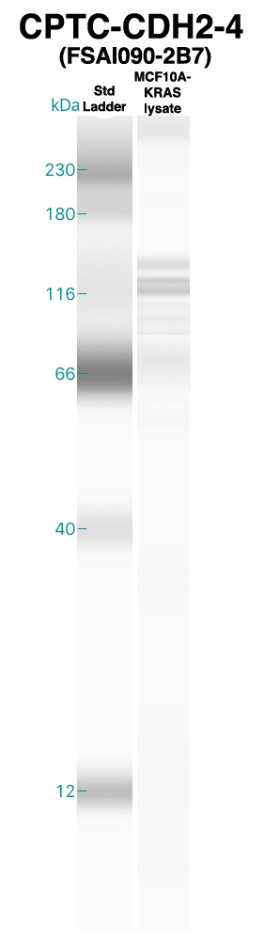 CPTC-CDH2-4
(FSAI090-2B7)
MCF10A-
KRAS
lysate
Std
Ladder
kDa
230
180
116
66
40
12